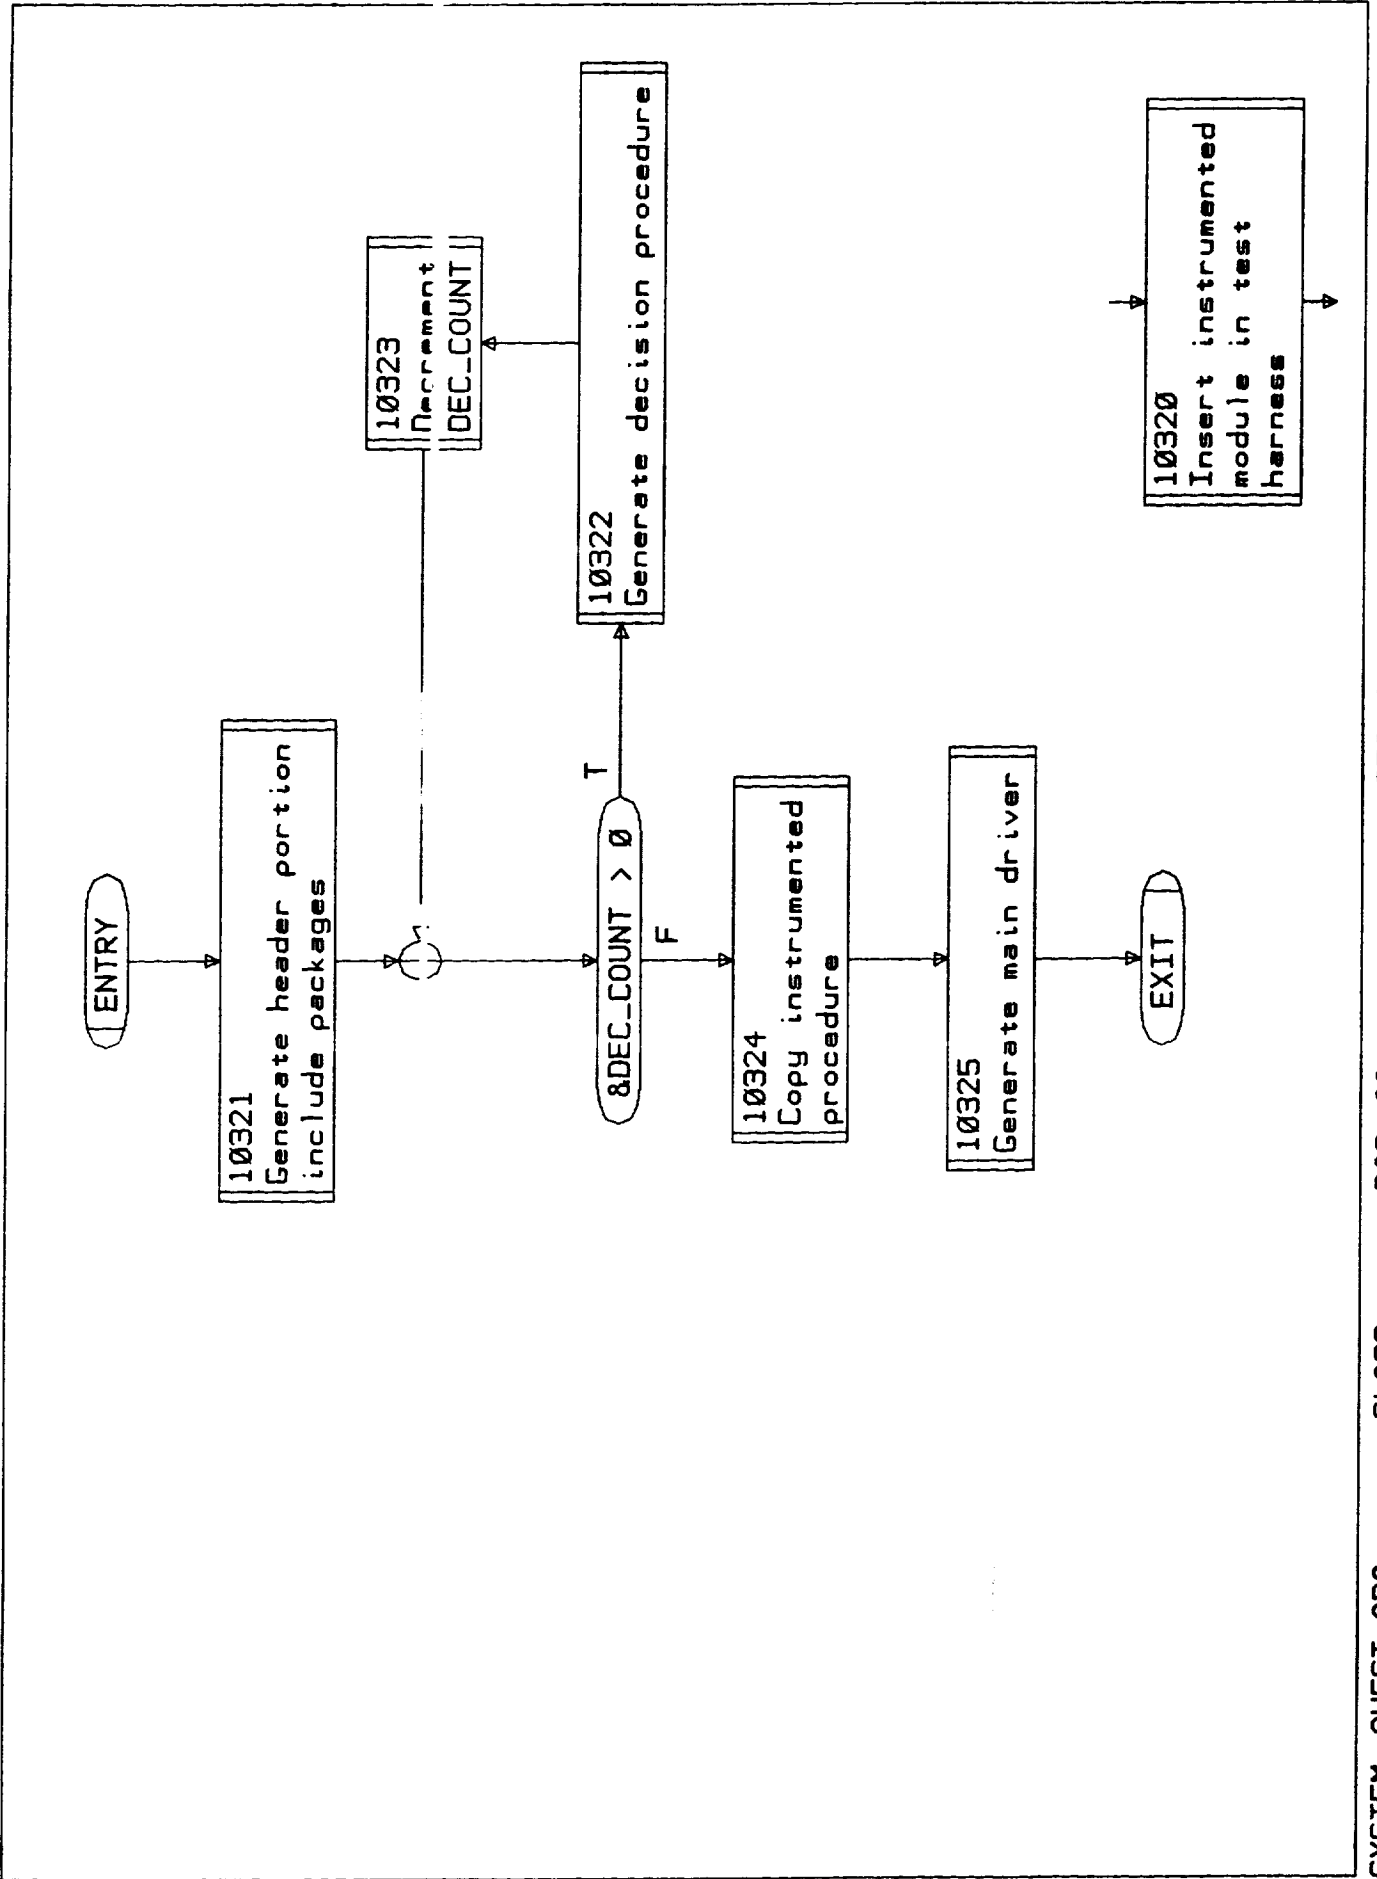 ENTRY
10321
Generate header portion
include packages
10323
Decrement
DEC_COUNT
&DEC_COUNT > 0
T
F
10322
Generate decision procedure
10324
Copy instrumented
procedure
10325
Generate main driver
EXIT
10320
Insert instrumented
module in test
harness